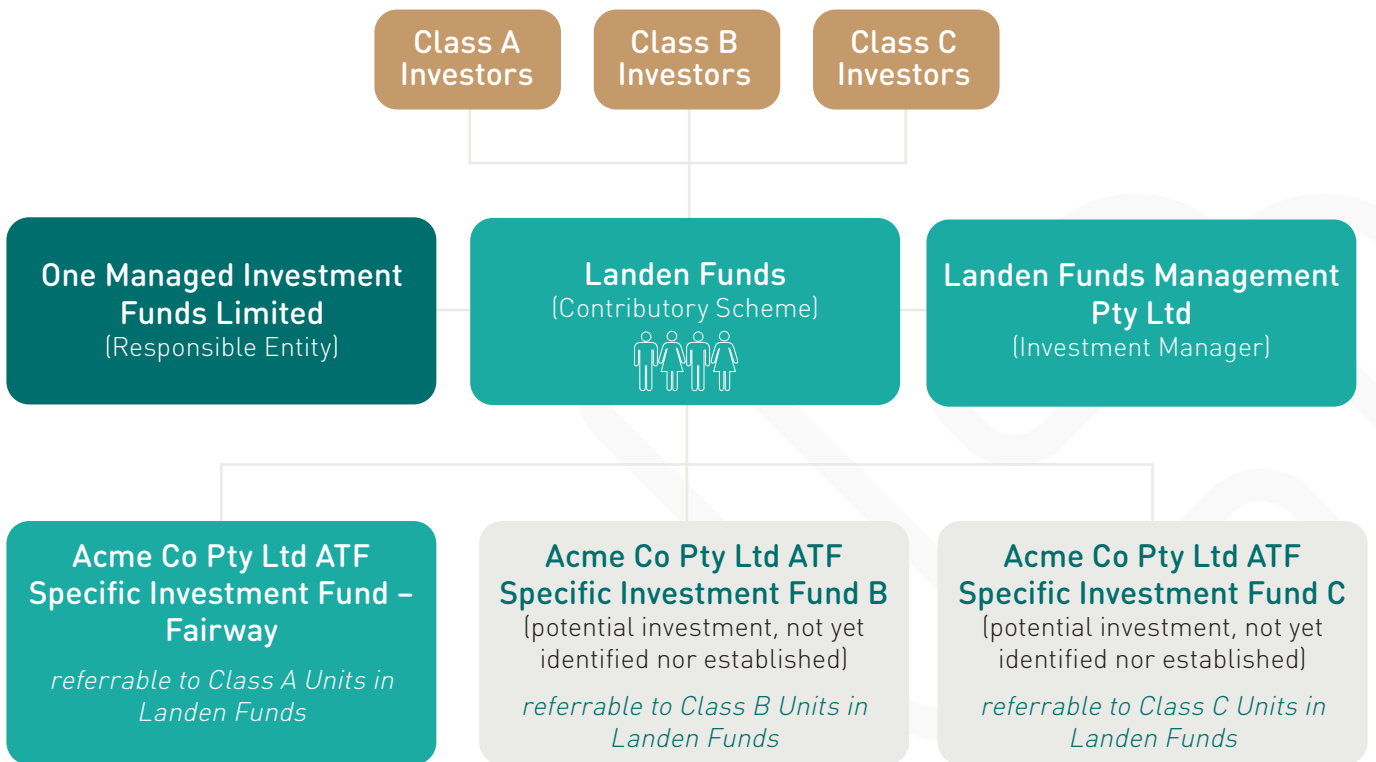 Class A
Investors
Class B
Investors
Class C
Investors
One Managed Investment
Funds Limited
(Responsible Entity)
Landen Funds
(Contributory Scheme)
Landen Funds Management
Pty Ltd
(Investment Manager)
Acme Co Pty Ltd ATF
Specific Investment Fund –
Fairway
referrable to Class A Units in
Landen Funds
Acme Co Pty Ltd ATF
Specific Investment Fund B
(potential investment, not yet
identified nor established)
referrable to Class B Units in
Landen Funds
Acme Co Pty Ltd ATF
Specific Investment Fund C
(potential investment, not yet
identified nor established)
referrable to Class C Units in
Landen Funds